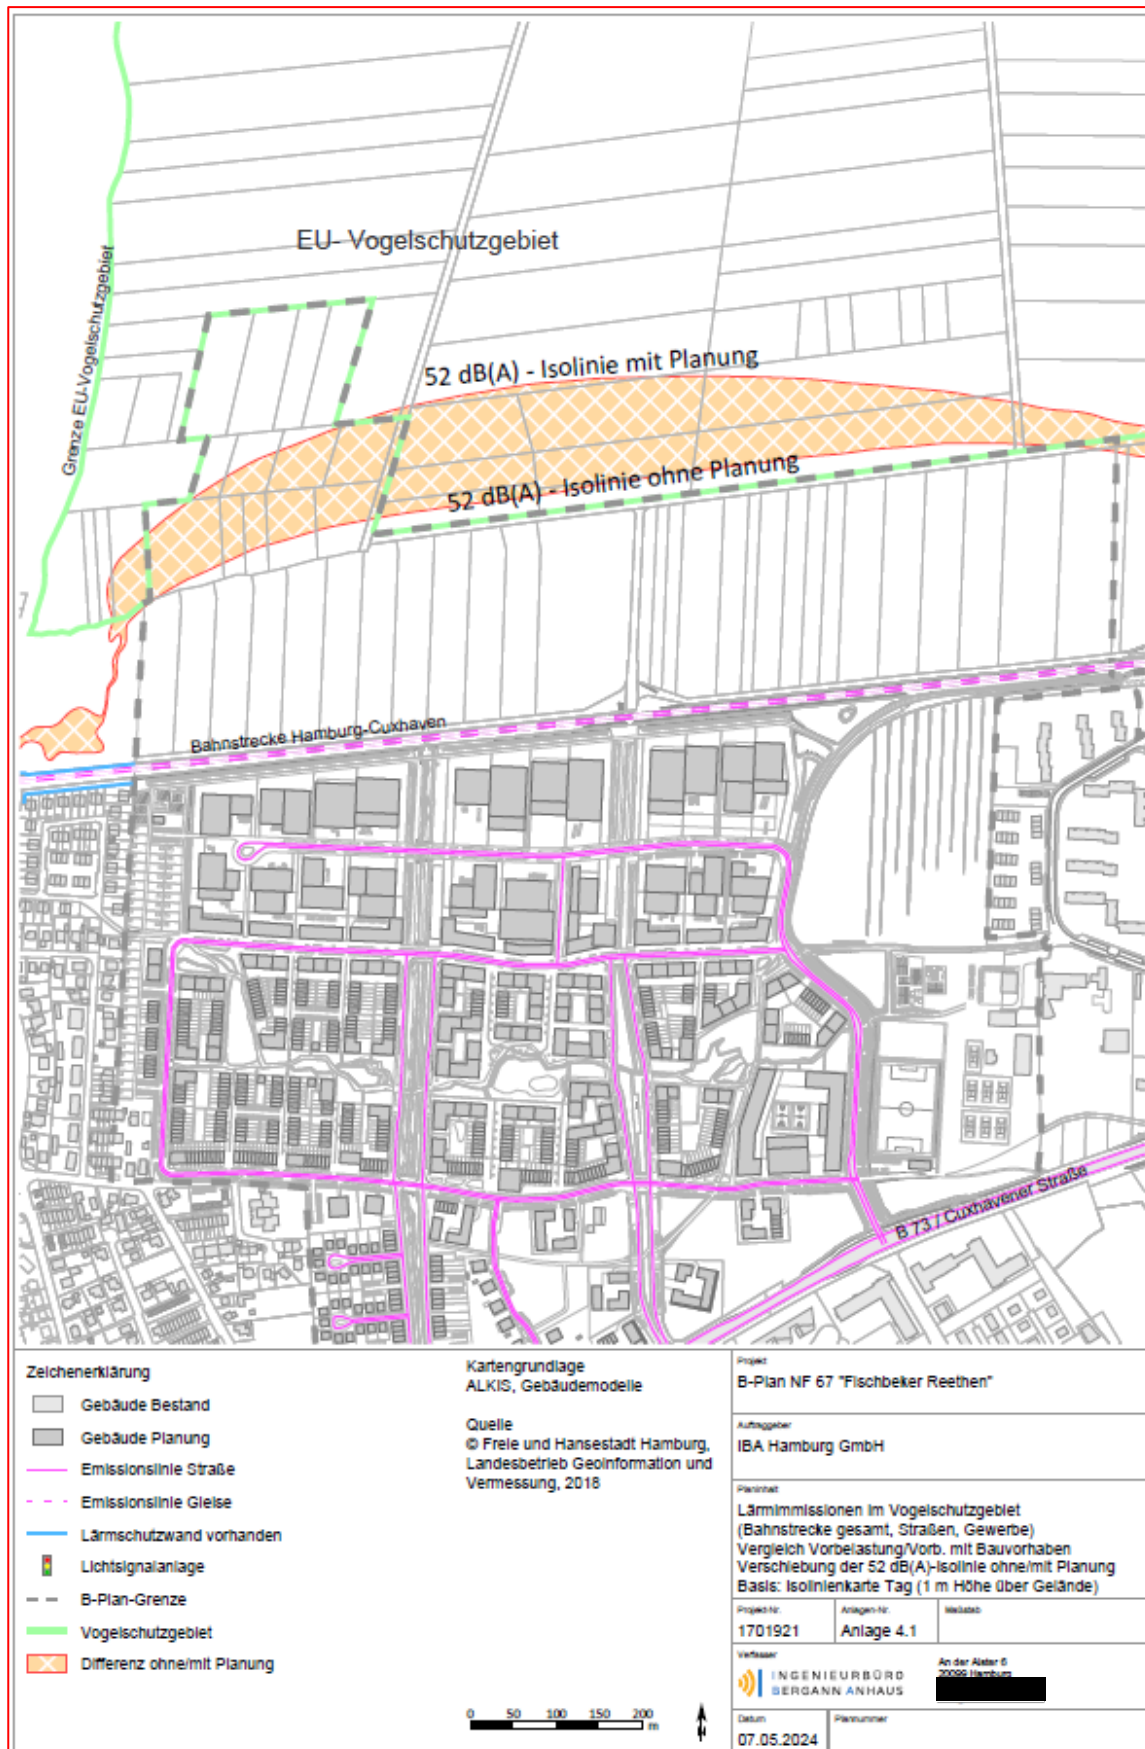 EU- Vogelschutzgebiet
Grenze EU-Vogelschutzgebiet
52 dB(A) - Isolinie mit Planung
52 dB(A) - Isolinie ohne Planung
Bahnstrecke Hamburg-Cuxhaven
B 73 / Cuxhavener Straße
Zeichenerklärung
Gebäude Bestand
Gebäude Planung
Emissionslinie Straße
Emissionslinie Gleise
Lärmschutzwand vorhanden
Lichtsignalanlage
B-Plan-Grenze
Vogelschutzgebiet
Differenz ohne/mit Planung
Kartengrundlage
ALKIS, Gebäudemodelle
Quelle
© Freie und Hansestadt Hamburg,
Landesbetrieb Geoinformation und
Vermessung, 2018
0 50 100 150 200
m
Projekt
B-Plan NF 67 "Fischbeker Reethen"
Auftraggeber
IBA Hamburg GmbH
Planinhalt
Lärmimmissionen im Vogelschutzgebiet
(Bahnstrecke gesamt, Straßen, Gewerbe)
Vergleich Vorbelastung/Vorb. mit Bauvorhaben
Verschiebung der 52 dB(A)-Isolinie ohne/mit Planung
Basis: Isolinienkarte Tag (1 m Höhe über Gelände)
Projekt-Nr.
1701921
Anlagen-Nr.
Anlage 4.1
Maßstab
Verfasser
INGENIEURBÜRO
BERGANN ANHAUS
An der Alster 6
20099 Hamburg
Datum
07.05.2024
Plannummer